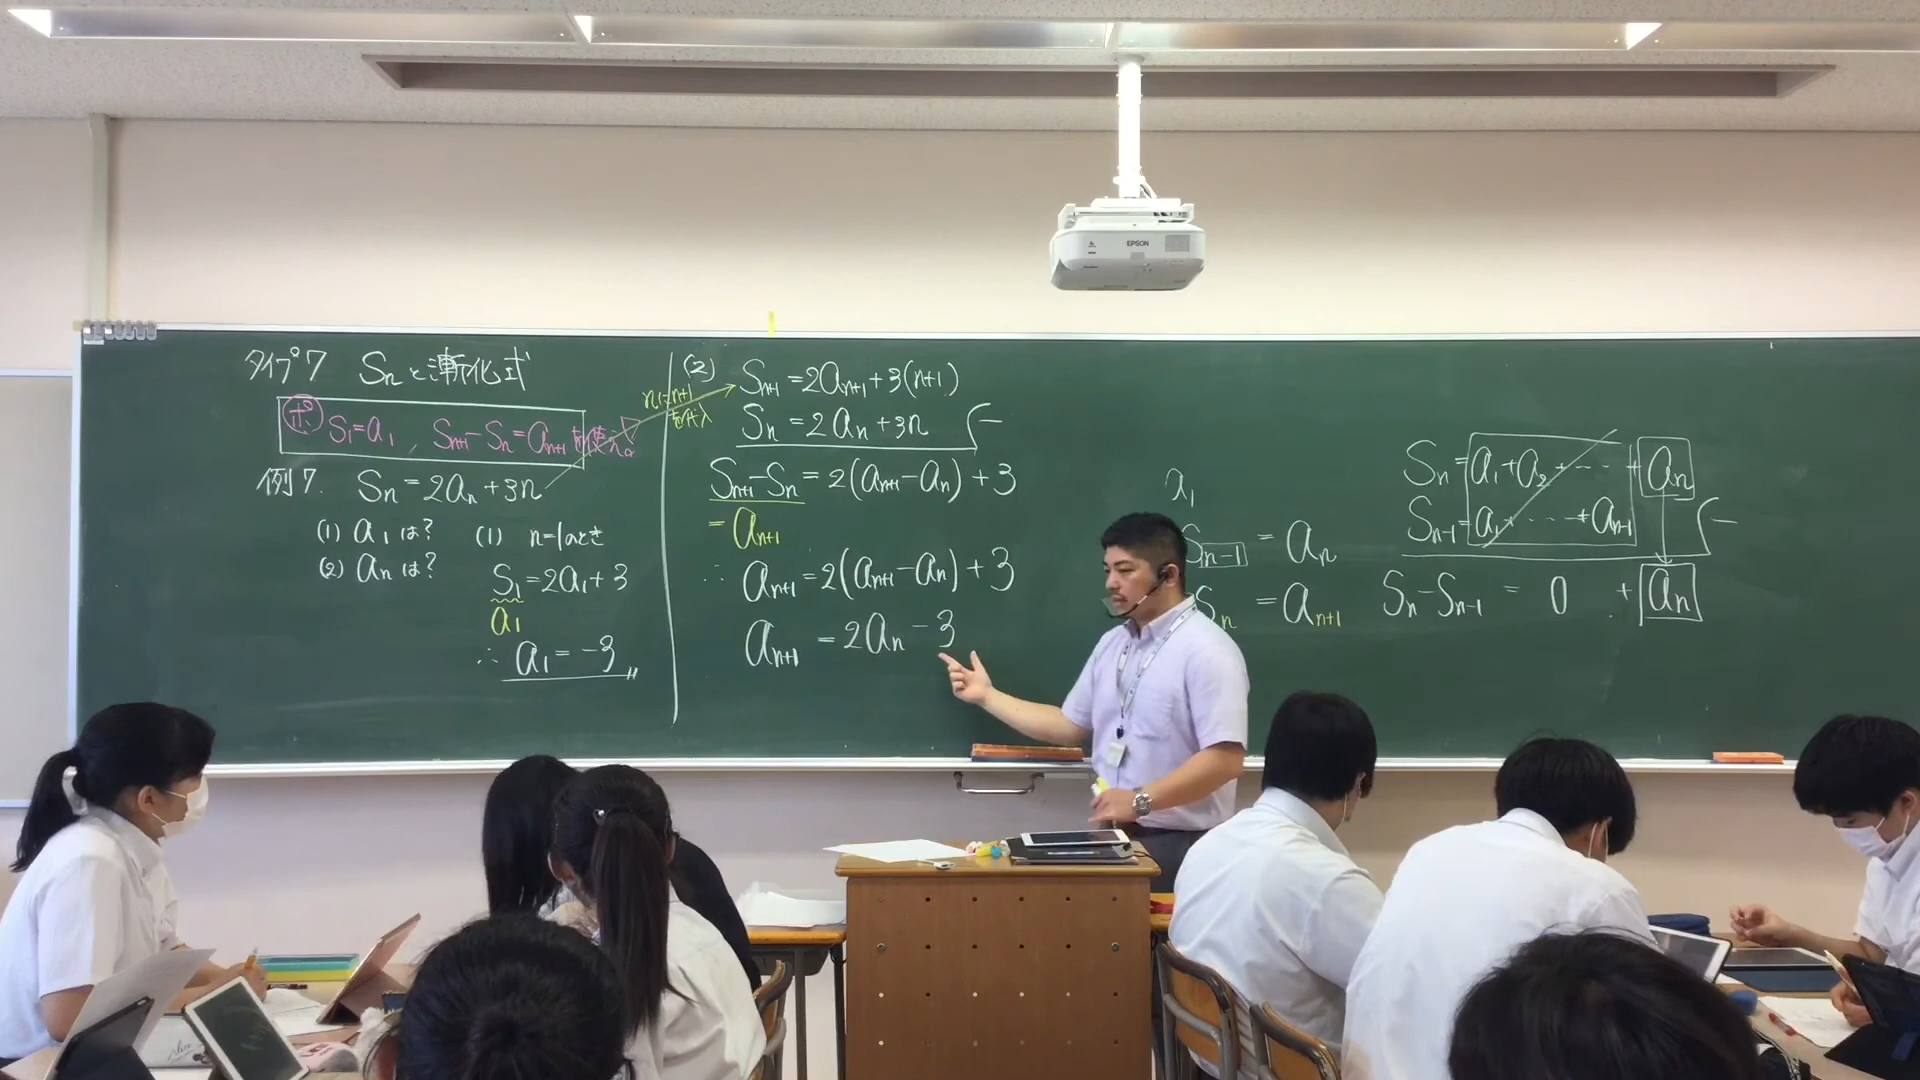 タイプ7 Snと漸化式
ポ S1=a1, Sn+1-Sn=an+1を使え!
例7. Sn=2an+3n
(1) a1は?
(2) anは?
(1) n=1のとき
S1=2a1+3
a1
∴ a1=-3〃
n=n+1
を代入
(2) Sn+1=2an+1+3(n+1)
Sn=2an+3n
Sn+1-Sn=2(an+1-an)+3
=an+1
∴ an+1=2(an+1-an)+3
an+1=2an-3
a1
Sn-1=an
Sn=an+1
Sn=a1+a2+……+an
Sn-1=a1+……+an-1
Sn-Sn-1=0+an
EPSON